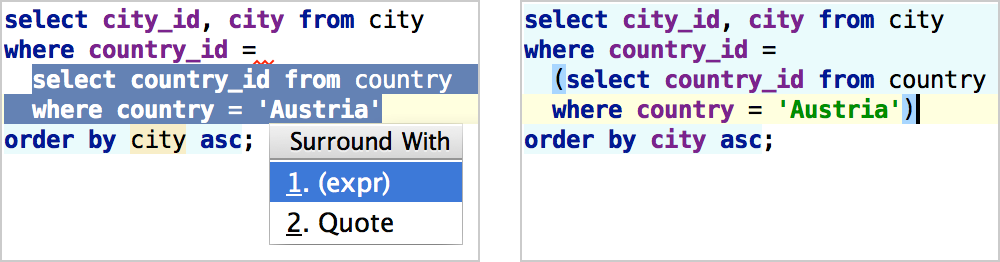 select city_id, city from city
where country_id =
select country_id from country
where country = 'Austria'
order by city asc;
Surround With
1. (expr)
2. Quote
select city_id, city from city
where country_id =
(select country_id from country
where country = 'Austria')
order by city asc;